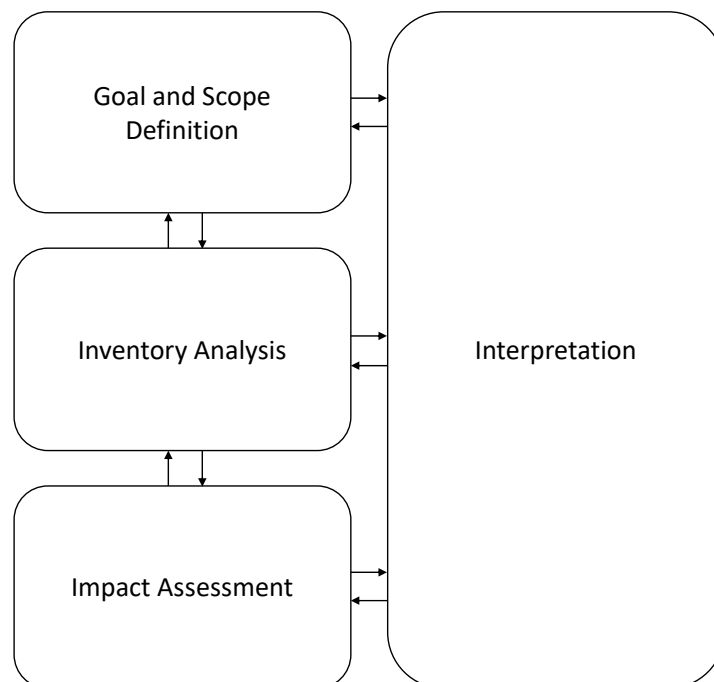 Goal and Scope
Definition
Inventory Analysis
Interpretation
Impact Assessment